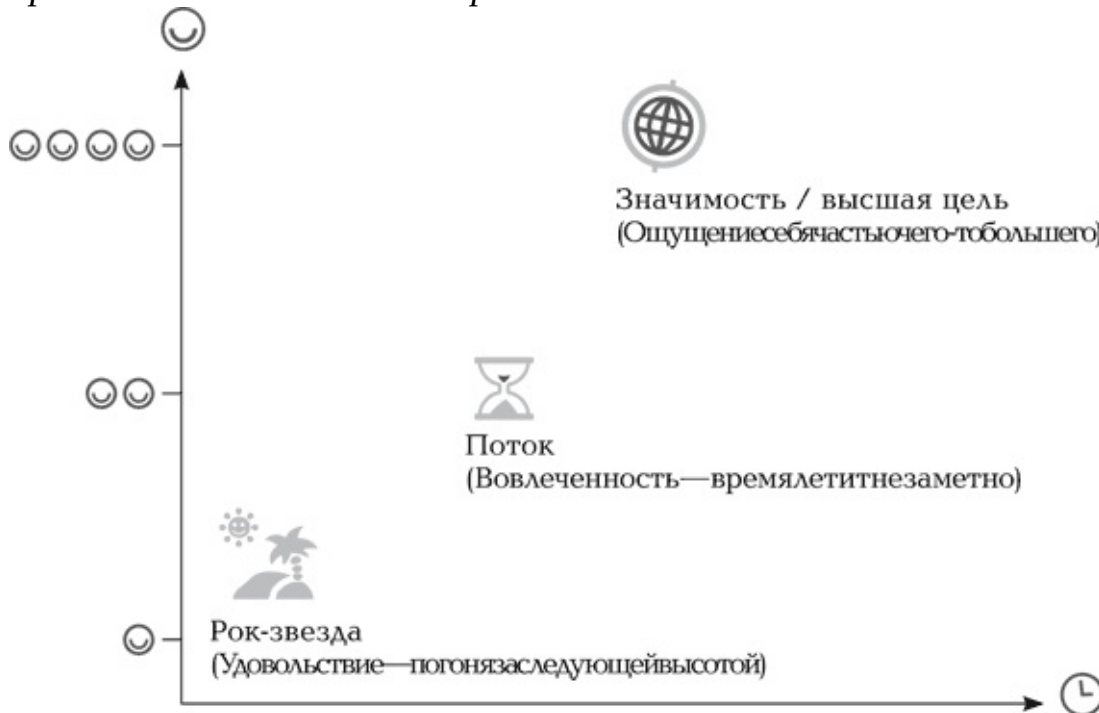 Значимость / высшая цель
(Ощущениесебячастьючего-тобольшего)
Поток
(Вовлеченность—времялетитнезаметно)
Рок-звезда
(Удовольствие—погонязаследующейвысотой)